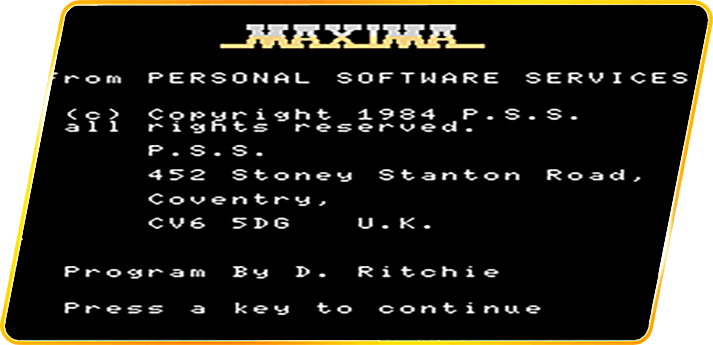 MAXIMA
from PERSONAL SOFTWARE SERVICES
(c) Copyright 1984 P.S.S.
all rights reserved.
P.S.S.
452 Stoney Stanton Road,
Coventry,
CV6 5DG U.K.
Program By D. Ritchie
Press a key to continue